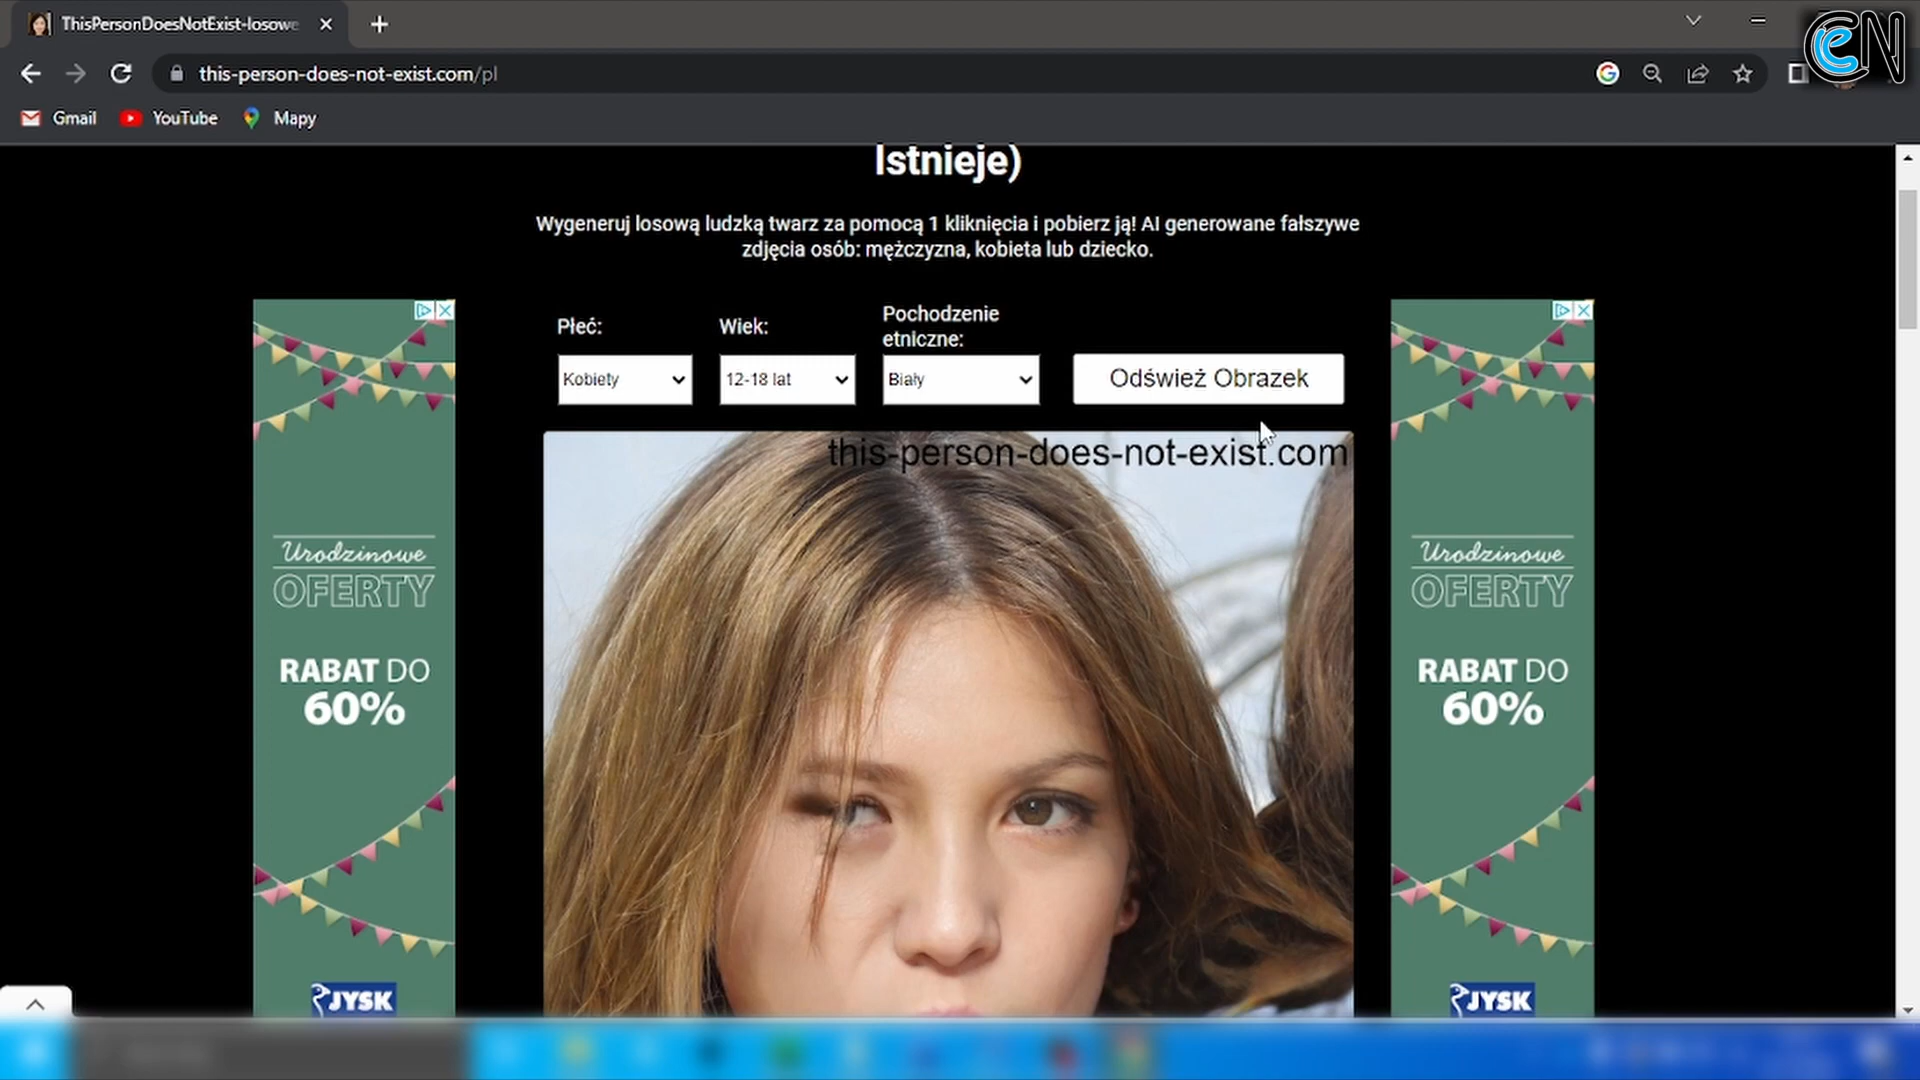 ThisPersonDoesNotExist-losowe
CEN
this-person-does-not-exist.com/pl
Gmail
YouTube
Mapy
Istnieje)
Wygeneruj losową ludzką twarz za pomocą 1 kliknięcia i pobierz ją! AI generowane fałszywe
zdjęcia osób: mężczyzna, kobieta lub dziecko.
Płeć:
Wiek:
Pochodzenie
etniczne:
Kobiety
12-18 lat
Biały
Odśwież Obrazek
this-person-does-not-exist.com
Urodzinowe
OFERTY
RABAT DO
60%
JYSK
Urodzinowe
OFERTY
RABAT DO
60%
JYSK